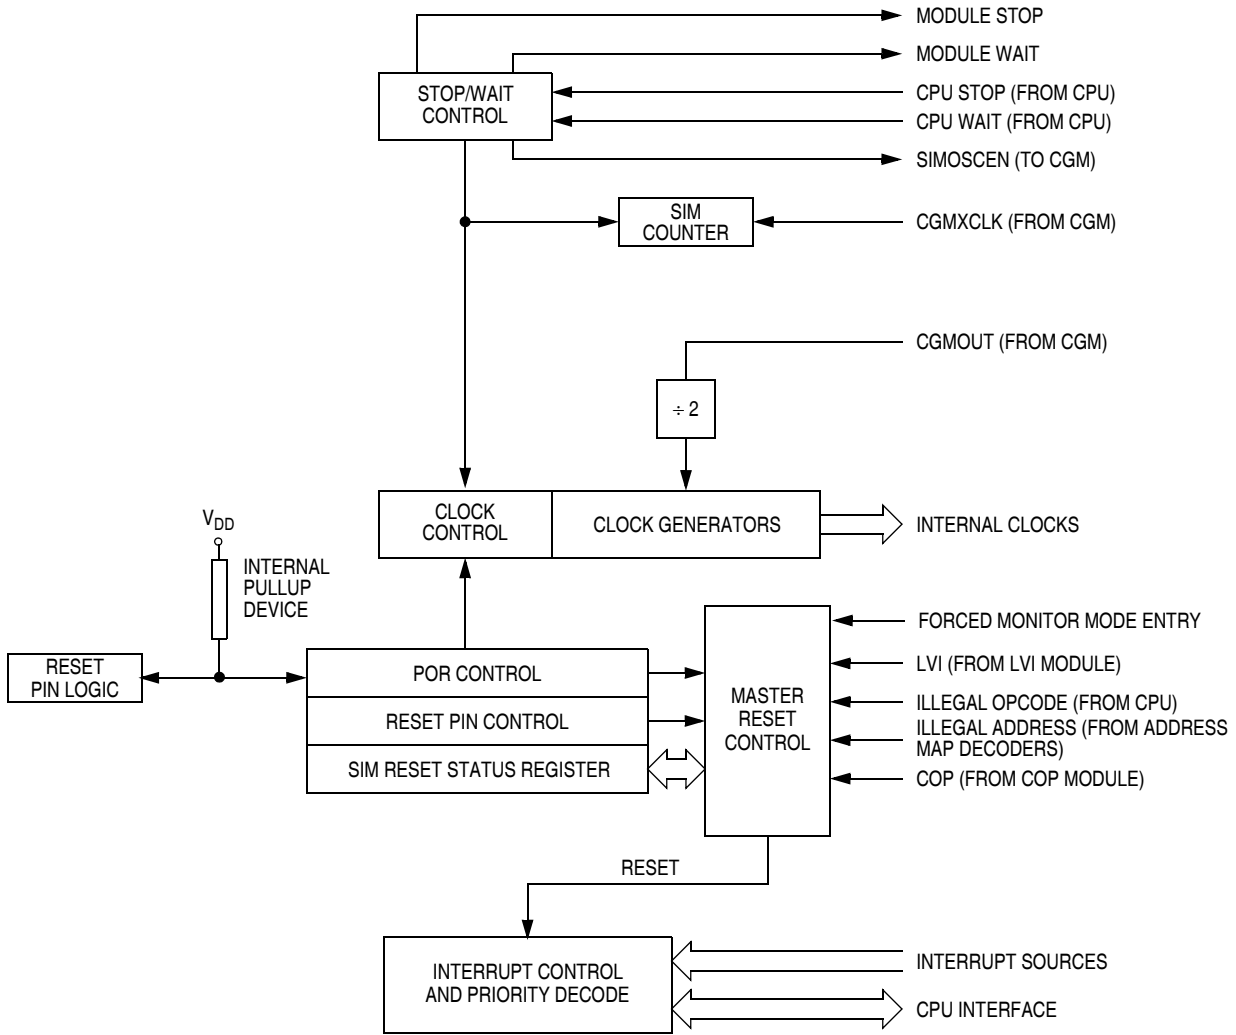 MODULE STOP
MODULE WAIT
STOP/WAIT
CONTROL
CPU STOP (FROM CPU)
CPU WAIT (FROM CPU)
SIMOSCEN (TO CGM)
SIM
COUNTER
CGMXCLK (FROM CGM)
CGMOUT (FROM CGM)
÷ 2
CLOCK
CONTROL
CLOCK GENERATORS
INTERNAL CLOCKS
VDD
INTERNAL
PULLUP
DEVICE
RESET
PIN LOGIC
POR CONTROL
RESET PIN CONTROL
SIM RESET STATUS REGISTER
MASTER
RESET
CONTROL
FORCED MONITOR MODE ENTRY
LVI (FROM LVI MODULE)
ILLEGAL OPCODE (FROM CPU)
ILLEGAL ADDRESS (FROM ADDRESS
MAP DECODERS)
COP (FROM COP MODULE)
RESET
INTERRUPT CONTROL
AND PRIORITY DECODE
INTERRUPT SOURCES
CPU INTERFACE